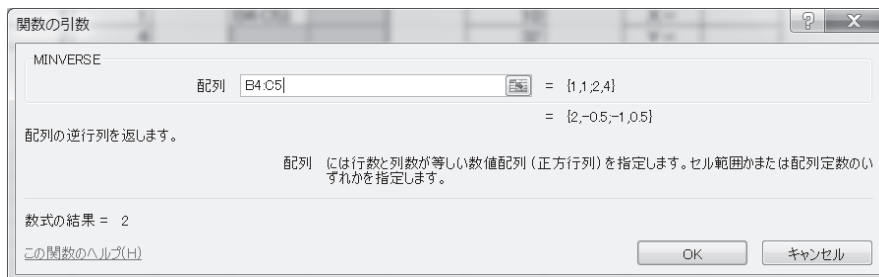 関数の引数
MINVERSE
配列 B4:C5 = {1,1;2,4}
= {2,-0.5;-1,0.5}
配列の逆行列を返します。
配列 には行数と列数が等しい数値配列(正方行列)を指定します。セル範囲かまたは配列定数のい
ずれかを指定します。
数式の結果 = 2
この関数のヘルプ(H)
OK キャンセル